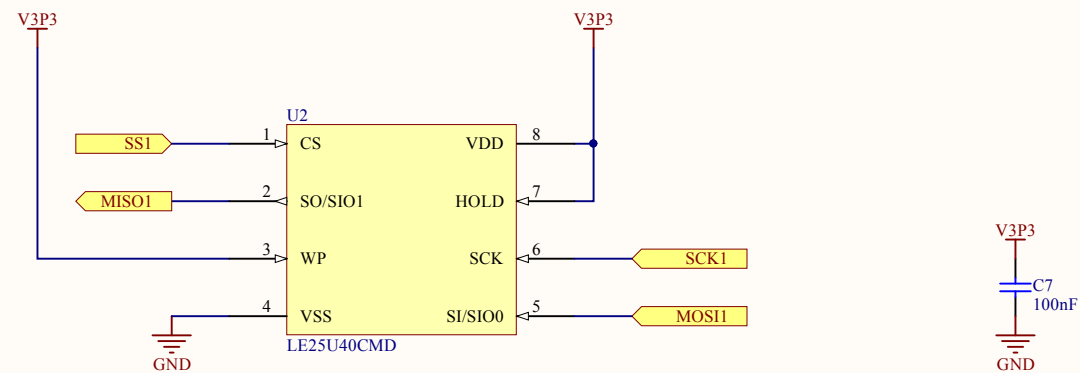 V3P3
V3P3
U2
SS1 1 CS VDD 8
MISO1 2 SO/SIO1 HOLD 7
3 WP SCK 6 SCK1
4 VSS SI/SIO0 5 MOSI1
LE25U40CMD
GND
V3P3
C7
100nF
GND